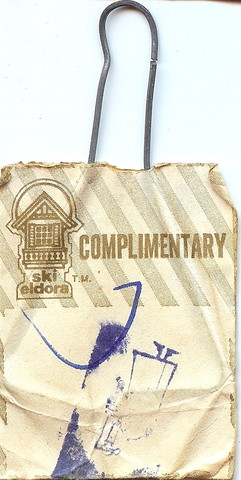 COMPLIMENTARY
ski
eldora
T.M.